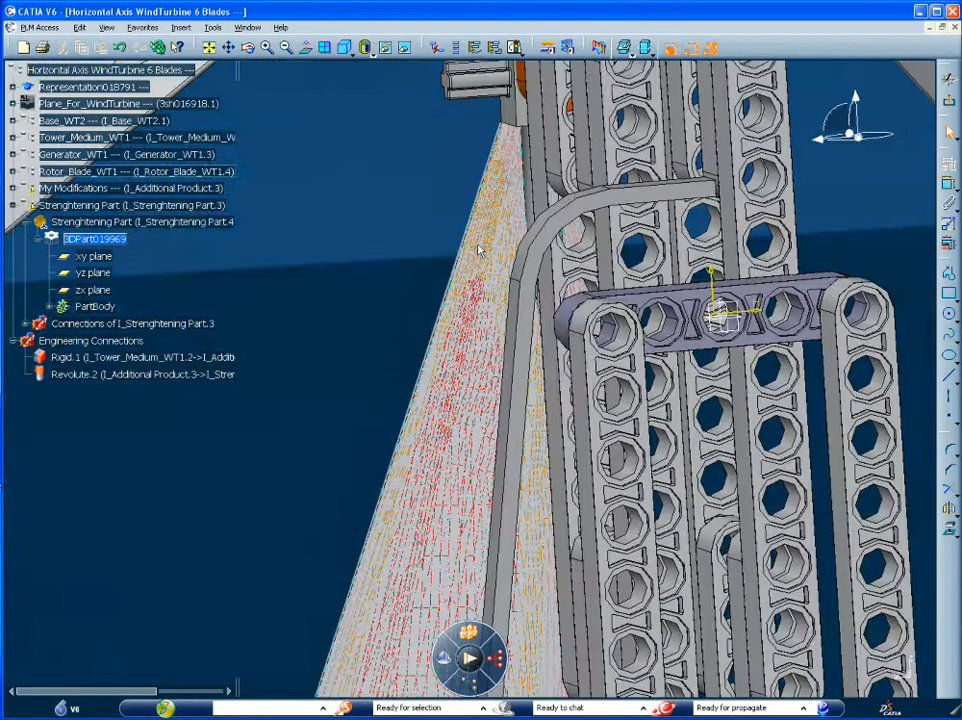 CATIA V6 - [Horizontal Axis WindTurbine 6 Blades ---]
PLM Access Edit View Favorites Insert Tools Window Help
Horizontal Axis WindTurbine 6 Blades ---
Representation018791 ---
Plane_For_WindTurbine --- (3sh016918.1)
Base_WT2 --- (I_Base_WT2.1)
Tower_Medium_WT1 --- (I_Tower_Medium_W
Generator_WT1 --- (I_Generator_WT1.3)
Rotor_Blade_WT1 --- (I_Rotor_Blade_WT1.4)
My Modifications --- (I_Additional Product.3)
Strenghtening Part (I_Strenghtening Part.3)
Strenghtening Part (I_Strenghtening Part.4
3DPart019969
xy plane
yz plane
zx plane
PartBody
Connections of I_Strenghtening Part.3
Engineering Connections
Rigid.1 (I_Tower_Medium_WT1.2->I_Additi
Revolute.2 (I_Additional Product.3->I_Stren
V6 Ready for selection Ready to chat Ready for propagate CATIA